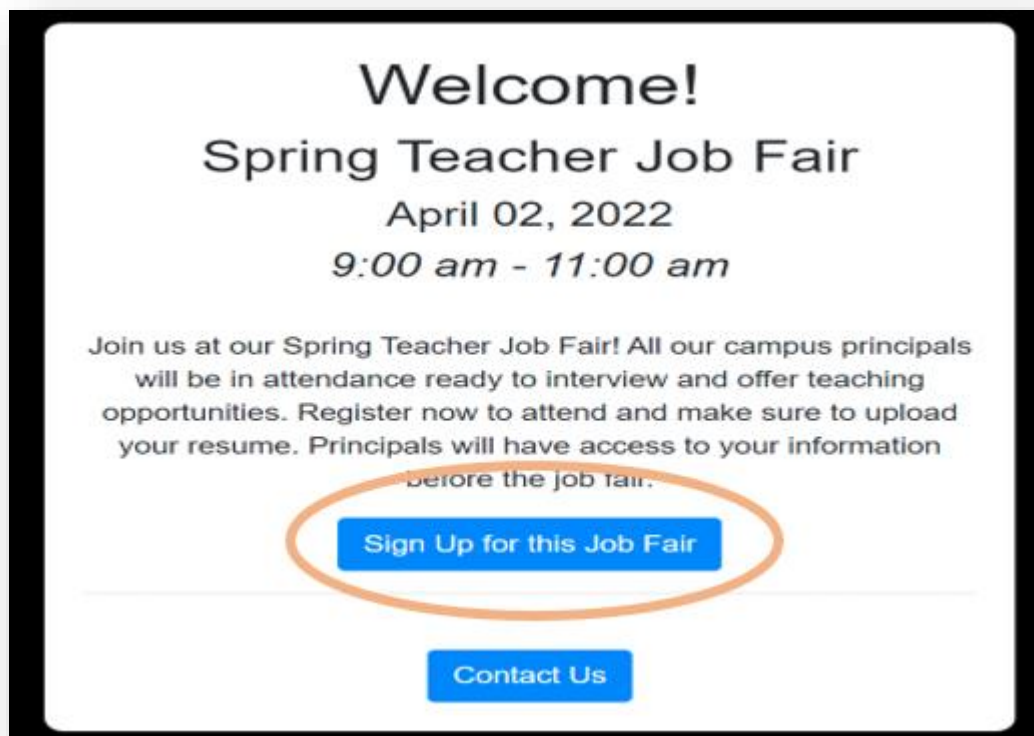 Welcome!
Spring Teacher Job Fair
April 02, 2022
9:00 am - 11:00 am
Join us at our Spring Teacher Job Fair! All our campus principals
will be in attendance ready to interview and offer teaching
opportunities. Register now to attend and make sure to upload
your resume. Principals will have access to your information
before the job fair.
Sign Up for this Job Fair
Contact Us